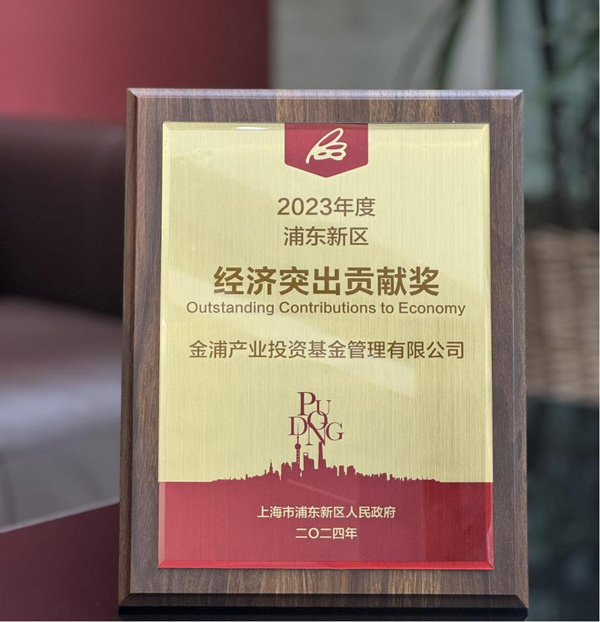 2023年度
浦东新区
经济突出贡献奖
Outstanding Contributions to Economy
金浦产业投资基金管理有限公司
PU
DONG
上海市浦东新区人民政府
二〇二四年